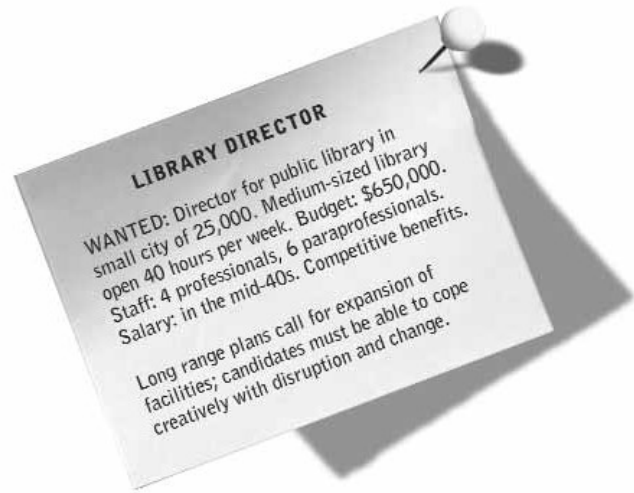 LIBRARY DIRECTOR
WANTED: Director for public library in
small city of 25,000. Medium-sized library
open 40 hours per week. Budget: $650,000.
Staff: 4 professionals, 6 paraprofessionals.
Salary: in the mid-40s. Competitive benefits.
Long range plans call for expansion of
facilities; candidates must be able to cope
creatively with disruption and change.